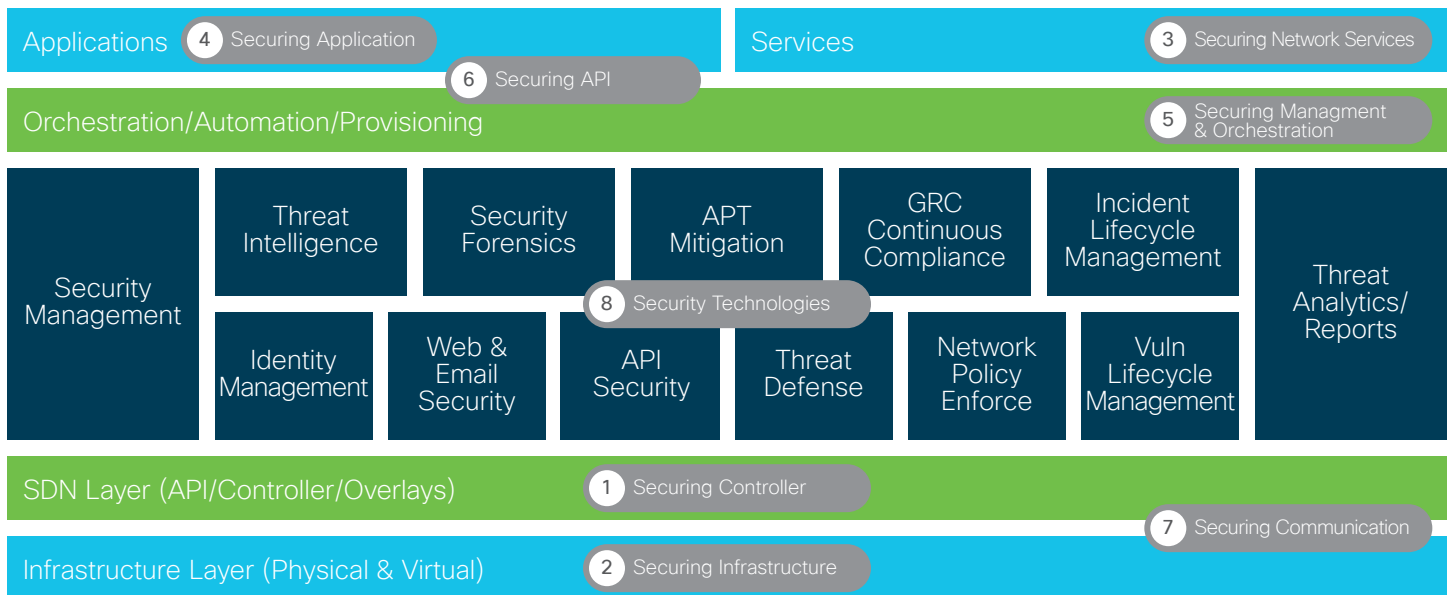 Applications
4 Securing Application
Services
3 Securing Network Services
6 Securing API
Orchestration/Automation/Provisioning
5 Securing Managment
& Orchestration
Security
Management
Threat
Intelligence
Security
Forensics
APT
Mitigation
GRC
Continuous
Compliance
Incident
Lifecycle
Management
Threat
Analytics/
Reports
8 Security Technologies
Identity
Management
Web &
Email
Security
API
Security
Threat
Defense
Network
Policy
Enforce
Vuln
Lifecycle
Management
SDN Layer (API/Controller/Overlays)
1 Securing Controller
7 Securing Communication
Infrastructure Layer (Physical & Virtual)
2 Securing Infrastructure